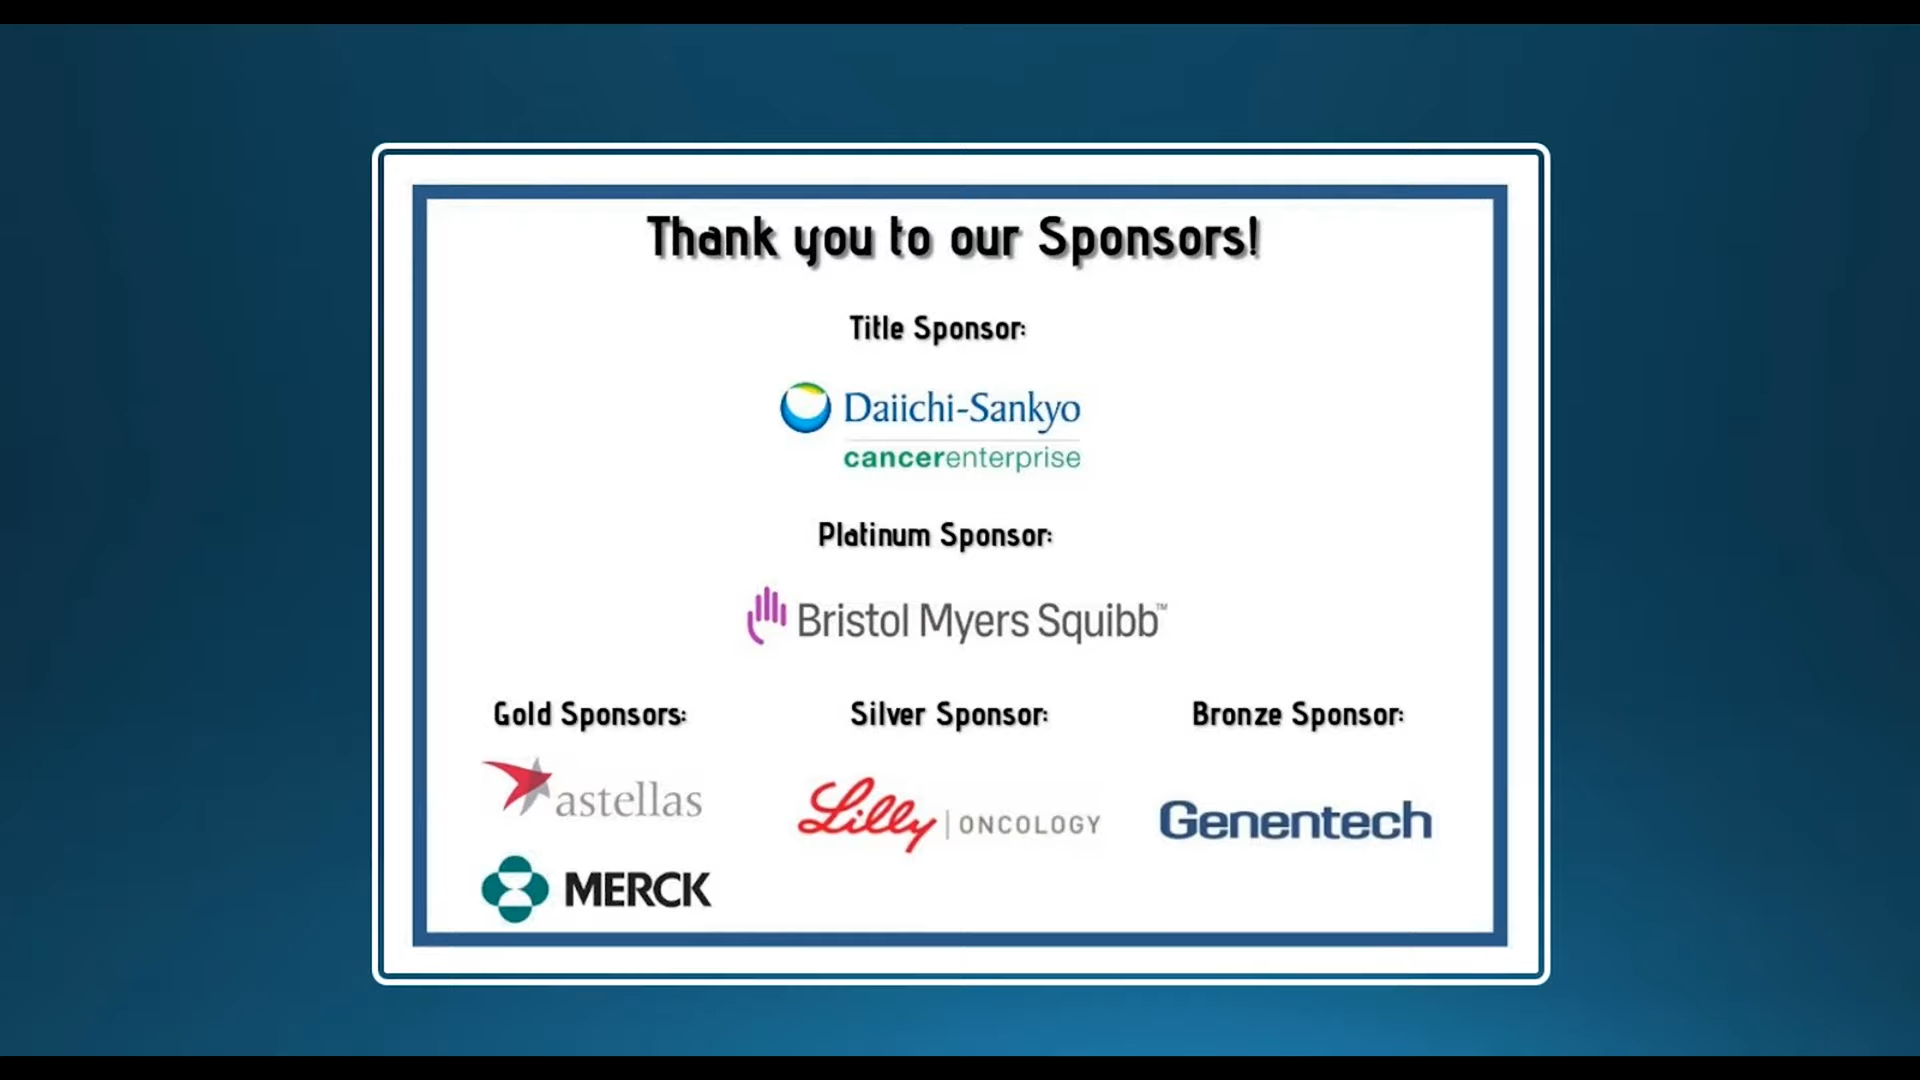 Thank you to our Sponsors!
Title Sponsor:
Daiichi-Sankyo
cancerenterprise
Platinum Sponsor:
Bristol Myers Squibb™
Gold Sponsors:
Silver Sponsor:
Bronze Sponsor:
astellas
Lilly | ONCOLOGY
Genentech
MERCK